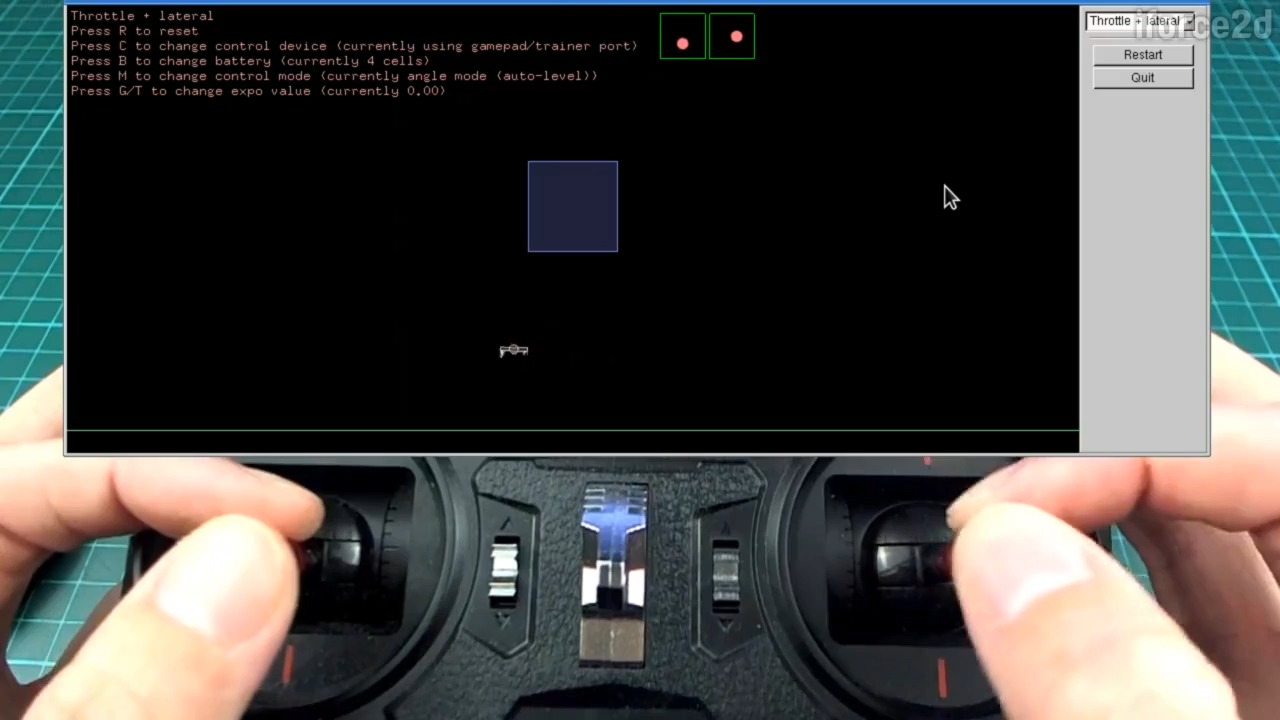 Throttle + lateral
Press R to reset
Press C to change control device (currently using gamepad/trainer port)
Press B to change battery (currently 4 cells)
Press M to change control mode (currently angle mode (auto-level))
Press G/T to change expo value (currently 0.00)
Throttle + lateral
iforce2d
Restart
Quit